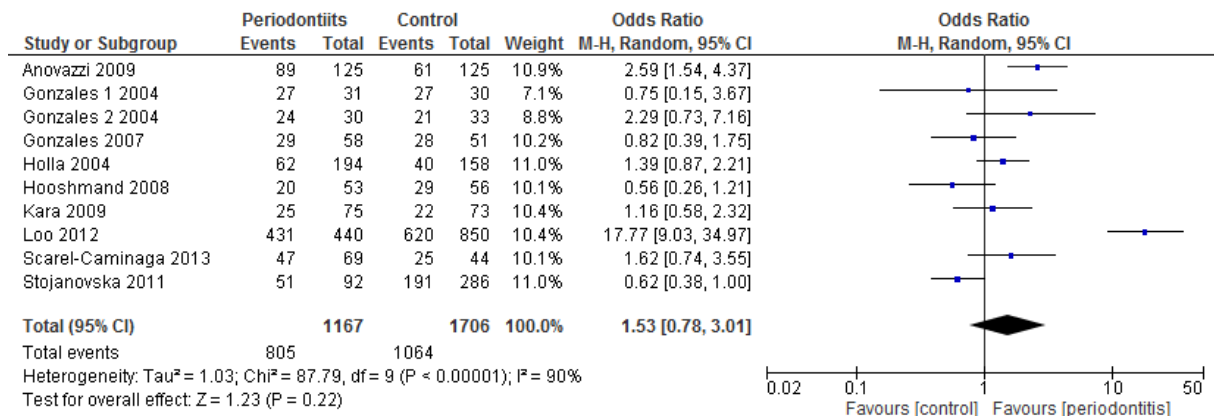 Periodontiits Control Odds Ratio Odds Ratio
Study or Subgroup Events Total Events Total Weight M-H, Random, 95% CI M-H, Random, 95% CI
Anovazzi 2009 89 125 61 125 10.9% 2.59 [1.54, 4.37]
Gonzales 1 2004 27 31 27 30 7.1% 0.75 [0.15, 3.67]
Gonzales 2 2004 24 30 21 33 8.8% 2.29 [0.73, 7.16]
Gonzales 2007 29 58 28 51 10.2% 0.82 [0.39, 1.75]
Holla 2004 62 194 40 158 11.0% 1.39 [0.87, 2.21]
Hooshmand 2008 20 53 29 56 10.1% 0.56 [0.26, 1.21]
Kara 2009 25 75 22 73 10.4% 1.16 [0.58, 2.32]
Loo 2012 431 440 620 850 10.4% 17.77 [9.03, 34.97]
Scarel-Caminaga 2013 47 69 25 44 10.1% 1.62 [0.74, 3.55]
Stojanovska 2011 51 92 191 286 11.0% 0.62 [0.38, 1.00]
Total (95% CI) 1167 1706 100.0% 1.53 [0.78, 3.01]
Total events 805 1064
Heterogeneity: Tau² = 1.03; Chi² = 87.79, df = 9 (P < 0.00001); I² = 90%
Test for overall effect: Z = 1.23 (P = 0.22)
0.02 0.1 1 10 50
Favours [control] Favours [periodontitis]